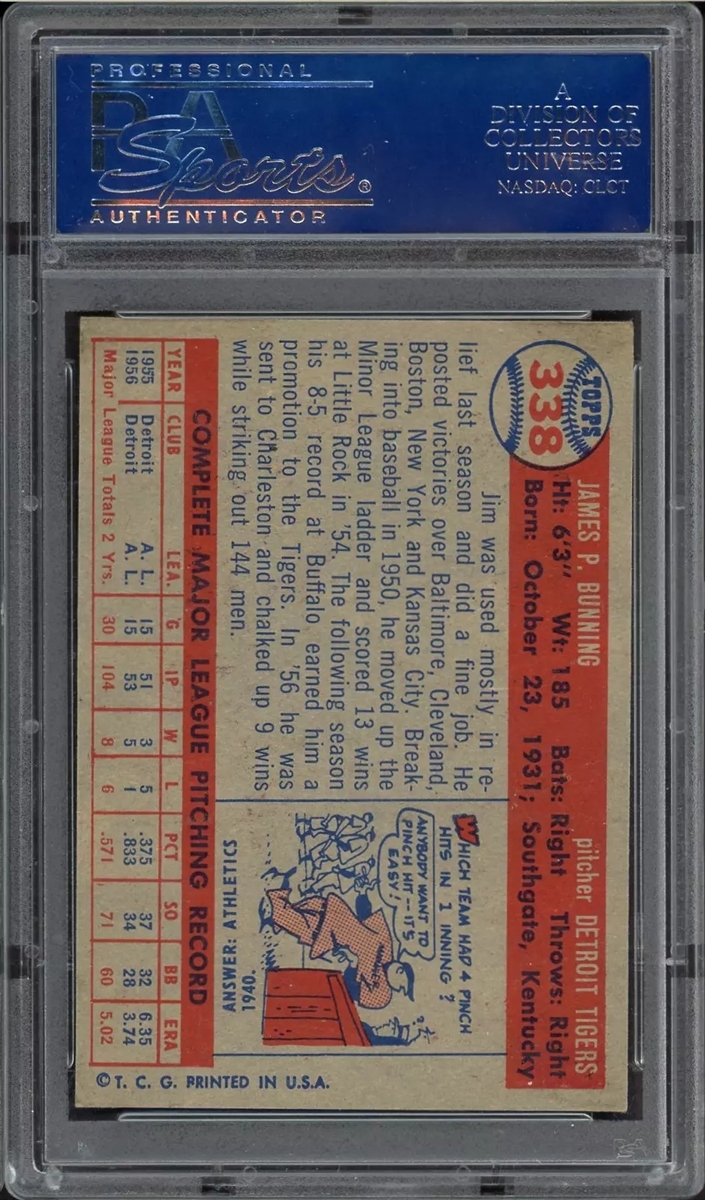 PROFESSIONAL
PSA
Sports®
AUTHENTICATOR
A
DIVISION OF
COLLECTORS
UNIVERSE
NASDAQ: CLCT
TOPPS
338
JAMES P. BUNNING pitcher DETROIT TIGERS
Ht: 6'3" Wt: 185 Bats: Right Throws: Right
Born: October 23, 1931; Southgate, Kentucky
Jim was used mostly in re-
lief last season and did a fine job. He
posted victories over Baltimore, Cleveland,
Boston, New York and Kansas City. Break-
ing into baseball in 1950, he moved up the
Minor League ladder and scored 13 wins
at Little Rock in '54. The following season
his 8-5 record at Buffalo earned him a
promotion to the Tigers. In '56 he was
sent to Charleston and chalked up 9 wins
while striking out 144 men.
WHICH TEAM HAD 4 PINCH
HITS IN 1 INNING?
ANYBODY WANT TO
PINCH HIT--IT'S
EASY!
ANSWER: ATHLETICS
1940
COMPLETE MAJOR LEAGUE PITCHING RECORD
YEAR CLUB LEA. G IP W L PCT SO BB ERA
1955 Detroit A. L. 15 51 3 5 .375 37 32 6.35
1956 Detroit A. L. 15 53 5 1 .833 34 28 3.74
Major League Totals 2 Yrs. 30 104 8 6 .571 71 60 5.02
© T. C. G. PRINTED IN U.S.A.